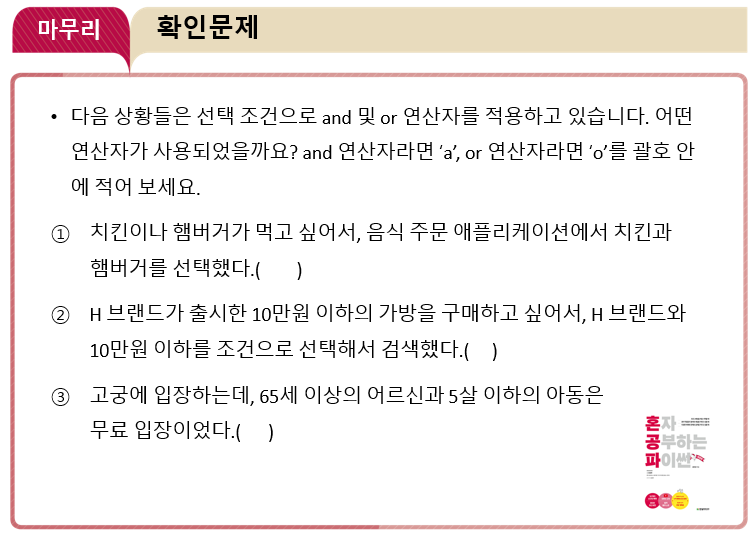 마무리
확인문제
• 다음 상황들은 선택 조건으로 and 및 or 연산자를 적용하고 있습니다. 어떤
연산자가 사용되었을까요? and 연산자라면 ‘a’, or 연산자라면 ‘o’를 괄호 안
에 적어 보세요.
① 치킨이나 햄버거가 먹고 싶어서, 음식 주문 애플리케이션에서 치킨과
햄버거를 선택했다.( )
② H 브랜드가 출시한 10만원 이하의 가방을 구매하고 싶어서, H 브랜드와
10만원 이하를 조건으로 선택해서 검색했다.( )
③ 고궁에 입장하는데, 65세 이상의 어르신과 5살 이하의 아동은
무료 입장이었다.( )
혼자
공부하는
파이썬